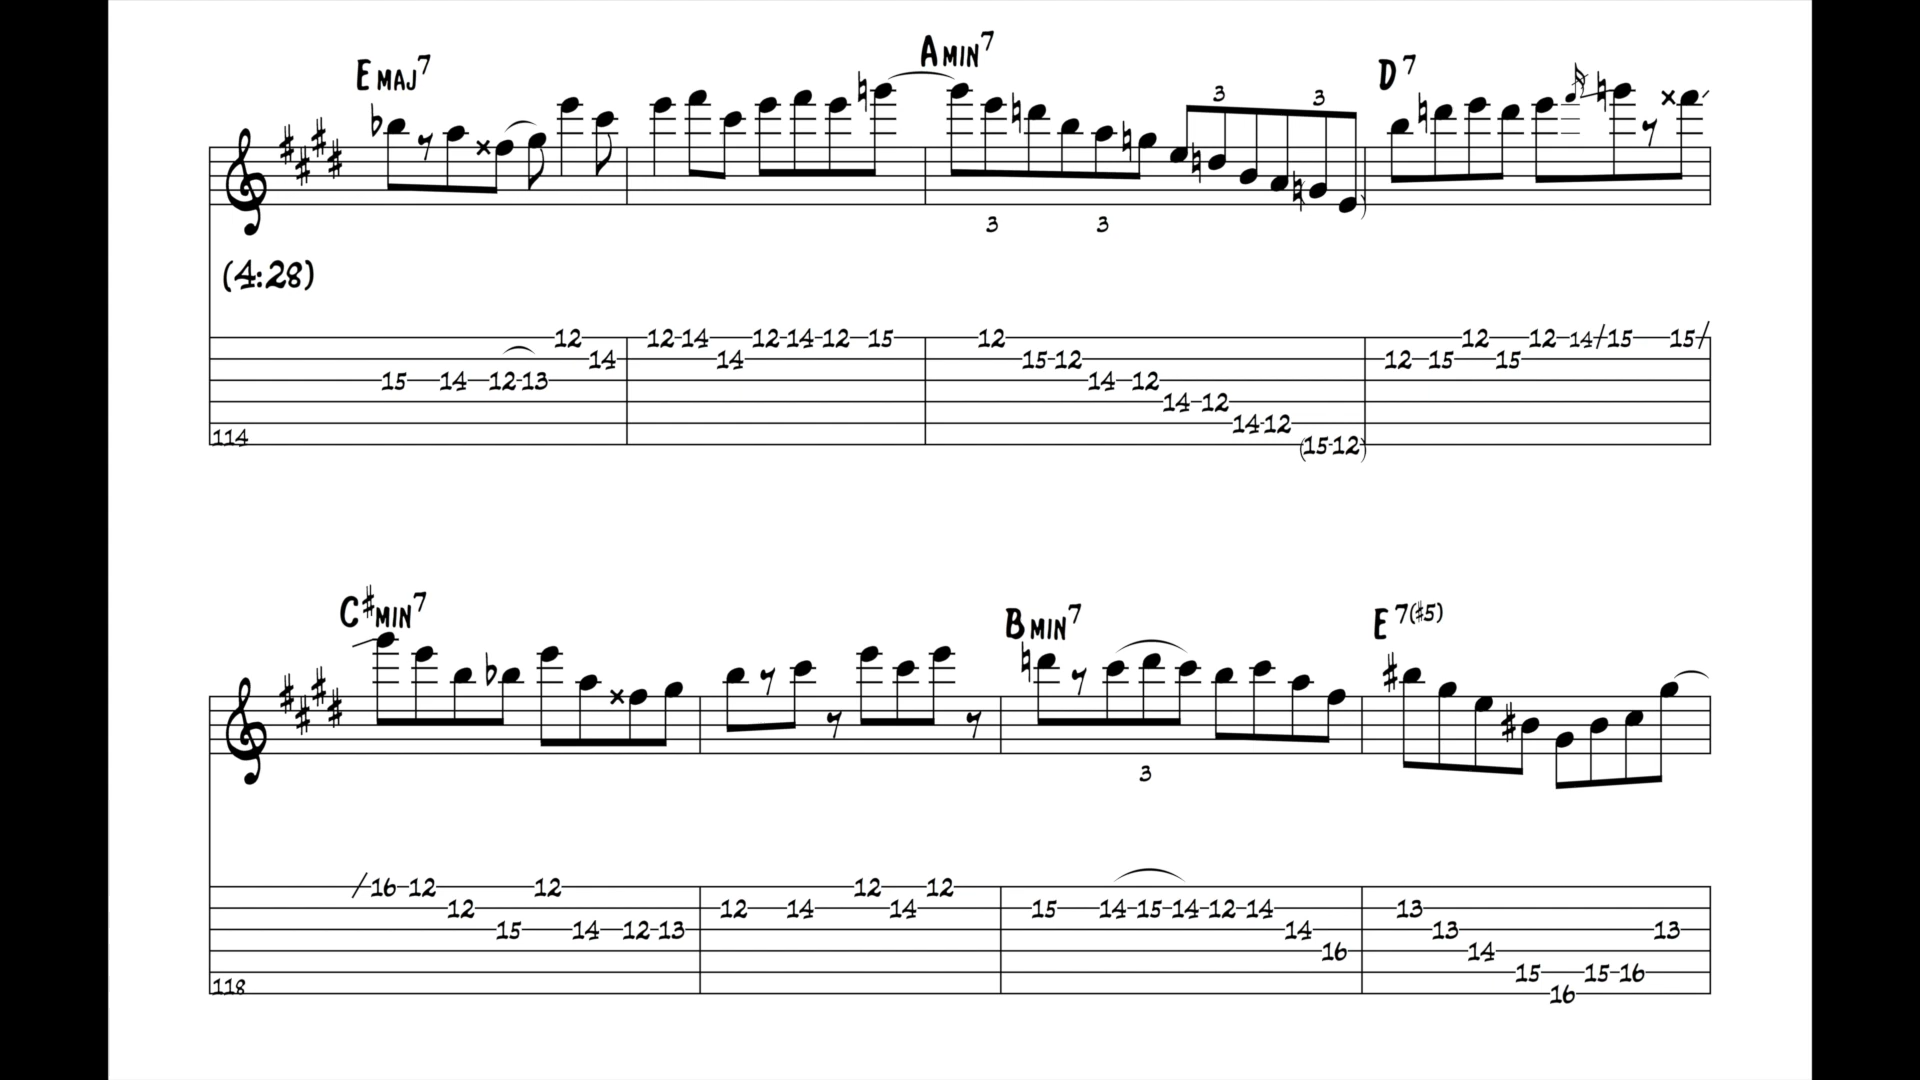 E MAJ7 A MIN7 D7
3 3
3 3
(4:28)
12 12 14 12 14 12 15 12 12 12 14/15 15/
14 14 15 12 12 15 15
15 14 12 13 14 12
14 12
14 12
114 (15 12)
C#MIN7 B MIN7 E7(#5)
3
/16 12 12 12 12
12 12 14 14 15 14 15 14 12 14 13
15 14 12 13 14 13 13
16 14
15 15 16
118 16